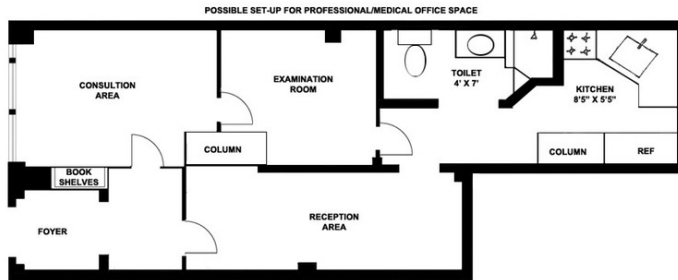 POSSIBLE SET-UP FOR PROFESSIONAL/MEDICAL OFFICE SPACE
CONSULTION
AREA
EXAMINATION
ROOM
TOILET
4' X 7'
KITCHEN
8'5" X 5'5"
COLUMN
COLUMN
REF
BOOK
SHELVES
FOYER
RECEPTION
AREA